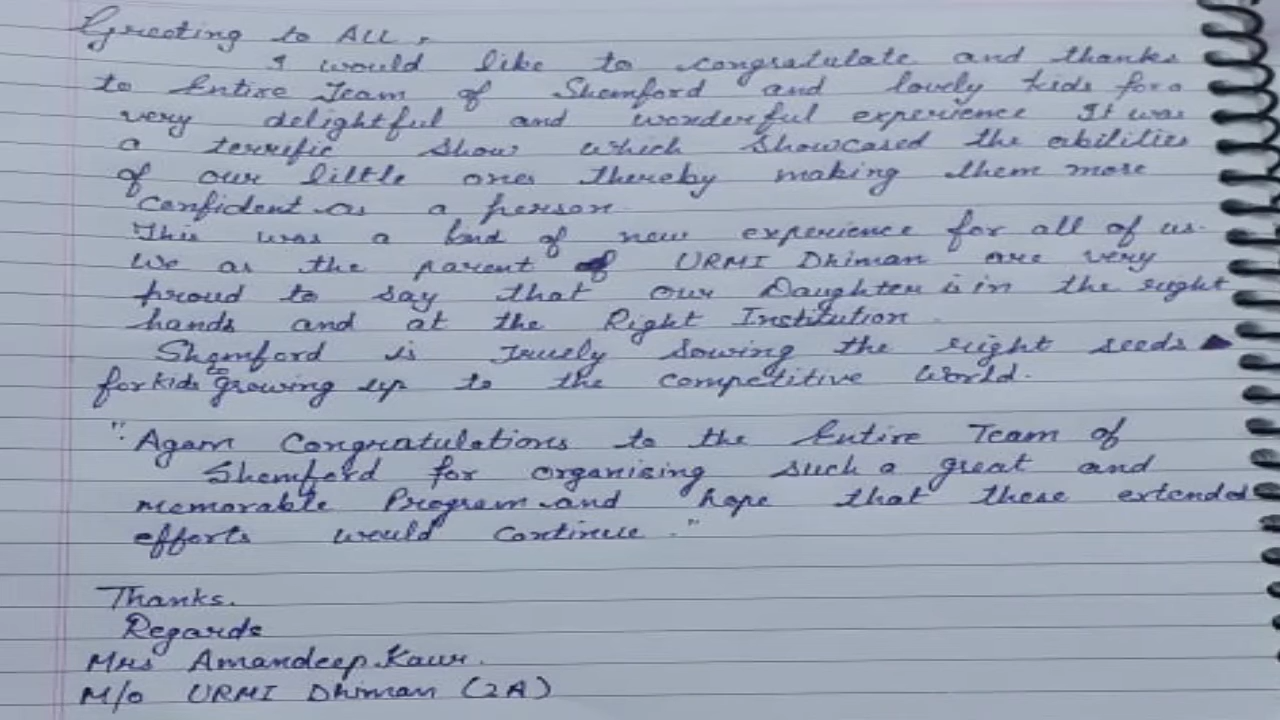 Greeting to All,
I would like to congratulate and thanks
to Entire Team of Shemford and lovely kids for a
very delightful and wonderful experience It was
a terrific show which showcased the abilities
of our little ones thereby making them more
confident as a person
This was a kind of new experience for all of us.
We as the parent of URMI Dhiman are very
proud to say that our Daughter is in the right
hands and at the Right Institution.
Shemford is Truely sowing the right seeds
for kids to growing up to the competitive world.
"Again Congratulations to the Entire Team of
Shemford for organising such a great and
memorable Program and hope that these extended
efforts would continue."
Thanks.
Regards
Mrs Amandeep Kaur.
M/o URMI Dhiman (2A)